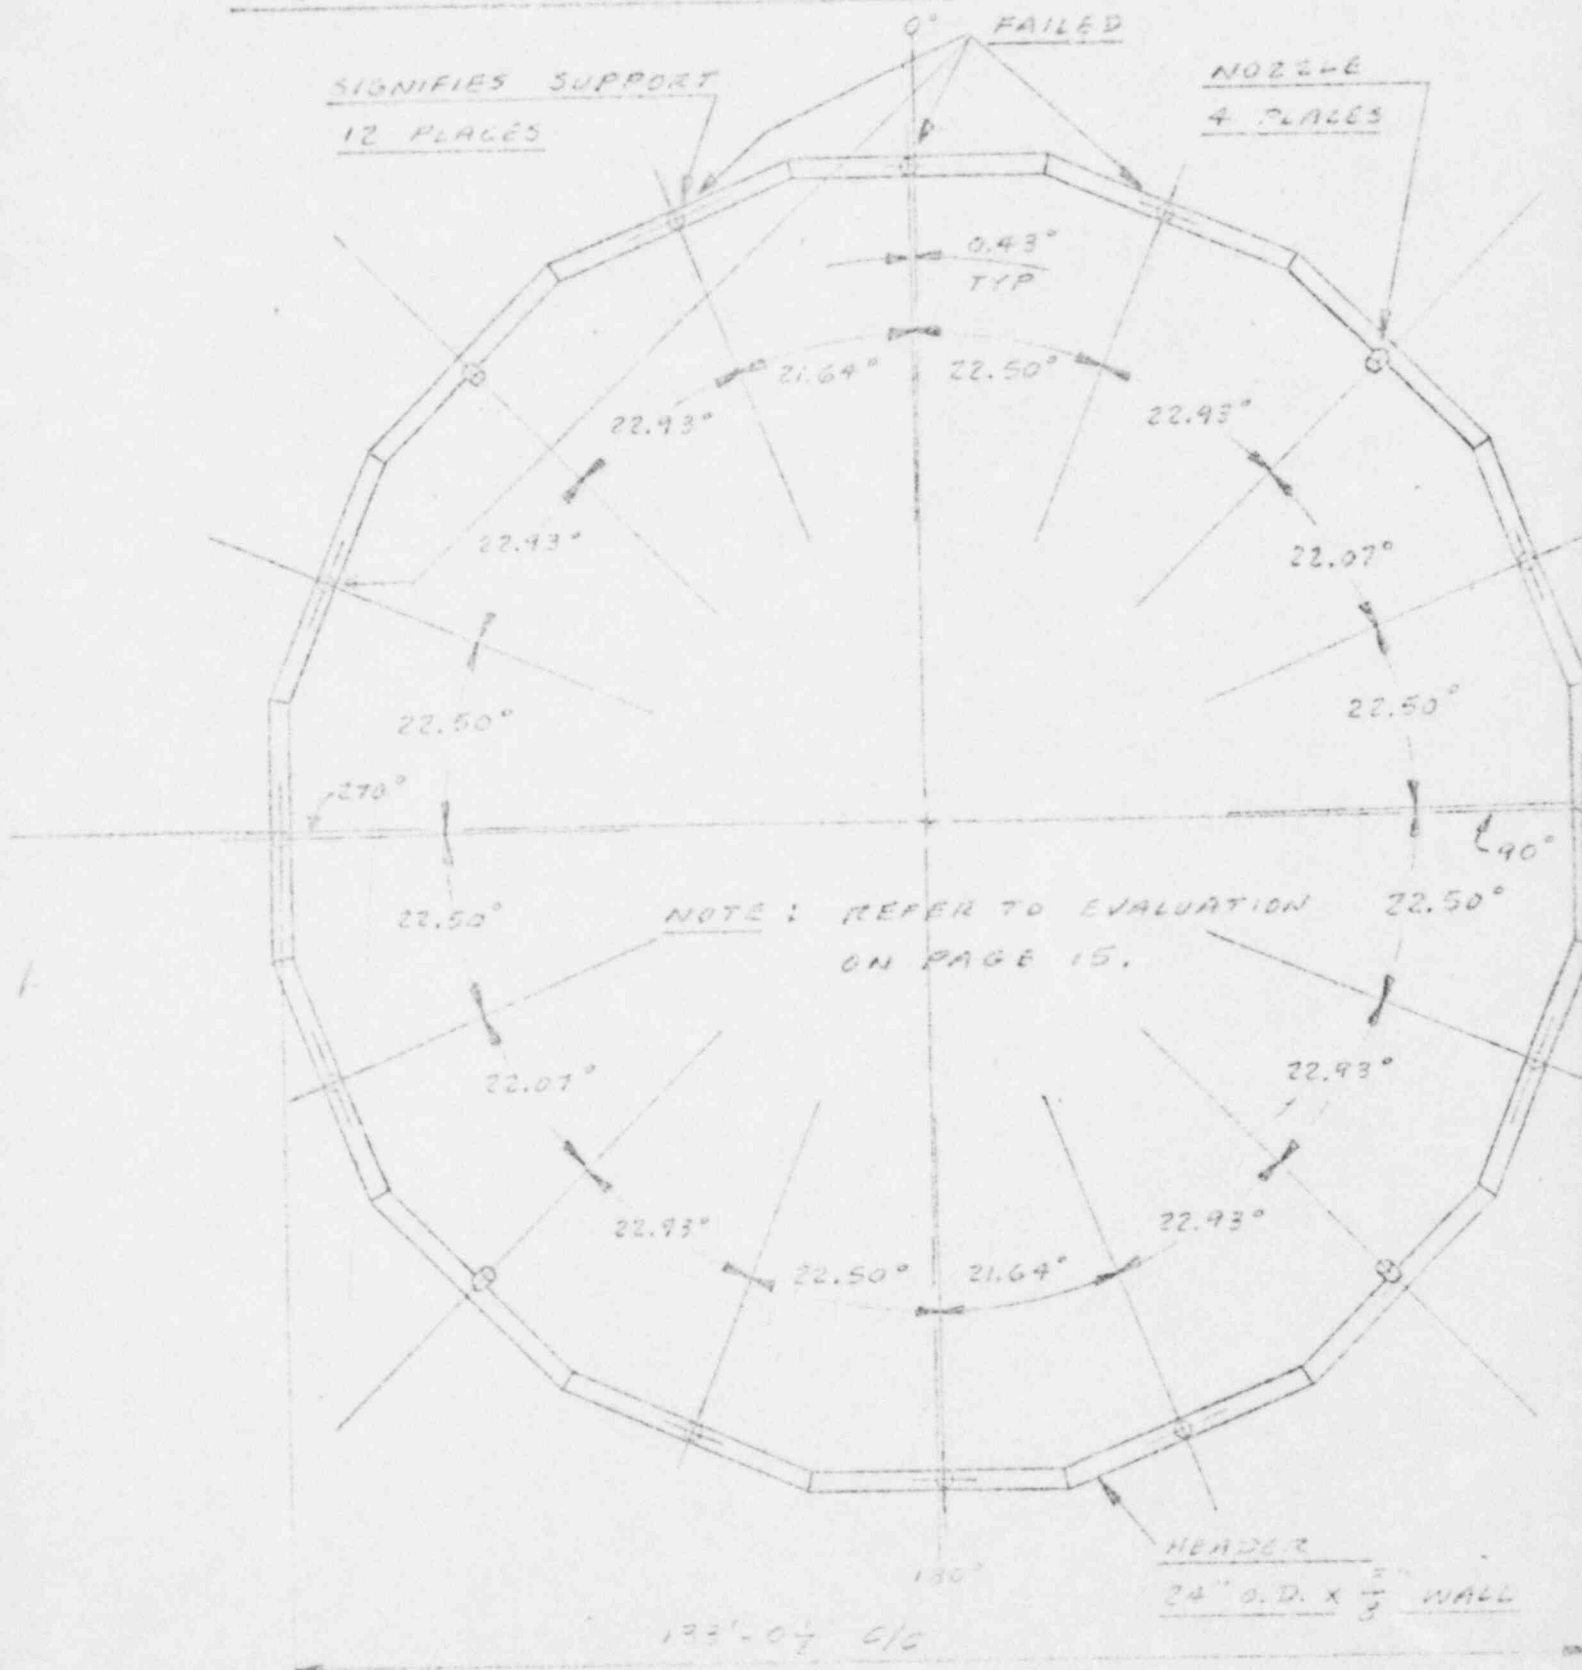 0°
FAILED
SIGNIFIES SUPPORT
12 PLACES
NOZZLE
4 PLACES
0.43°
TYP
21.64°
22.50°
22.93°
22.93°
22.93°
22.07°
22.50°
22.50°
270°
90°
22.50°
NOTE : REFER TO EVALUATION
ON PAGE 15.
22.50°
22.07°
22.93°
22.93°
22.93°
22.50°
21.64°
HEADER
24" O.D. x WALL
180°
133'-0 C/C